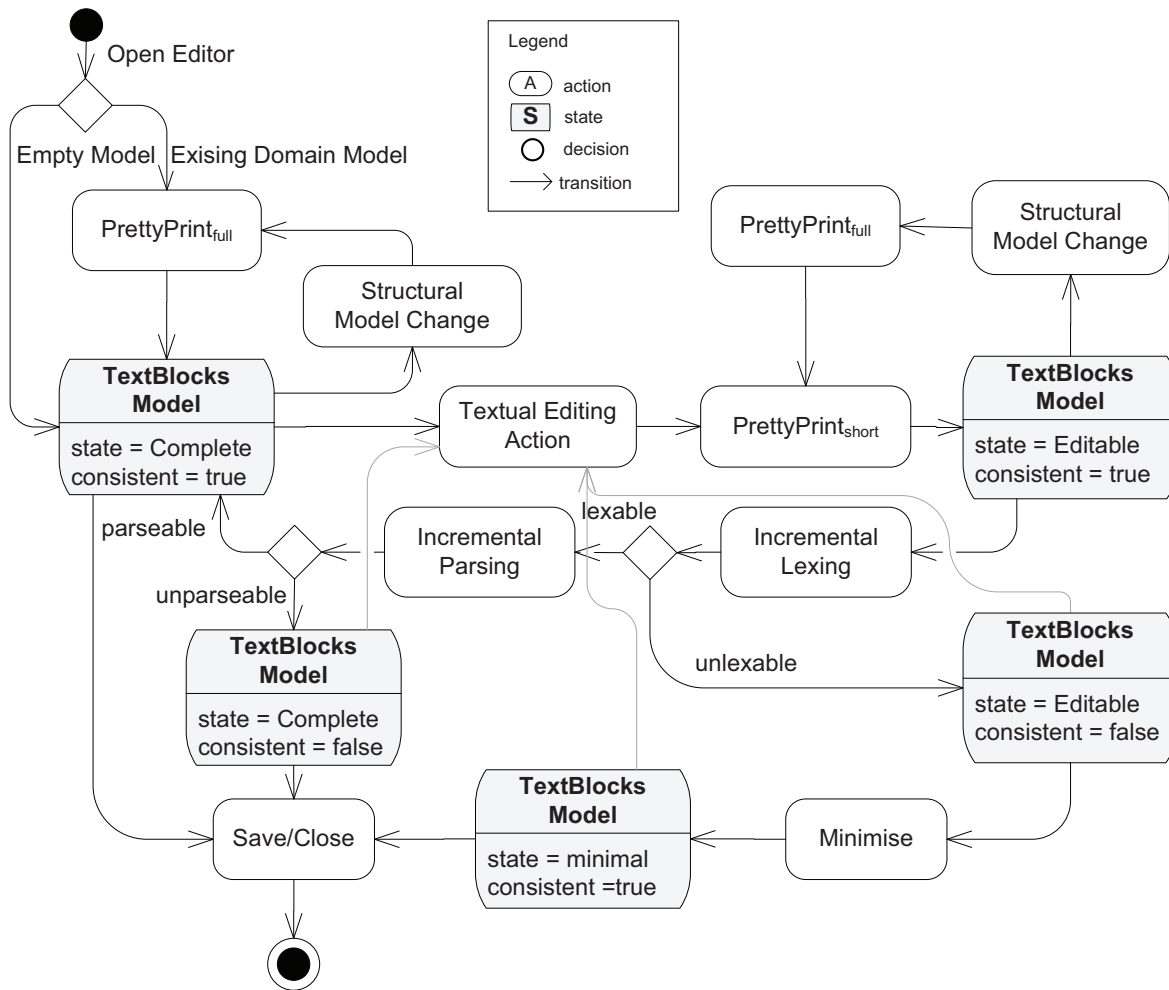 Open Editor
Legend
A
action
S
state
decision
transition
Empty Model
Exising Domain Model
PrettyPrintfull
Structural
Model Change
PrettyPrintfull
Structural
Model Change
TextBlocks
Model
state = Complete
consistent = true
Textual Editing
Action
PrettyPrintshort
TextBlocks
Model
state = Editable
consistent = true
parseable
lexable
Incremental
Parsing
Incremental
Lexing
unparseable
TextBlocks
Model
state = Complete
consistent = false
unlexable
TextBlocks
Model
state = Editable
consistent = false
Save/Close
TextBlocks
Model
state = minimal
consistent =true
Minimise